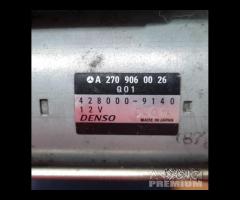 A 270 906 00 26
Q01
428000-9140
12V
DENSO
MADE IN JAPAN
PREMIUM